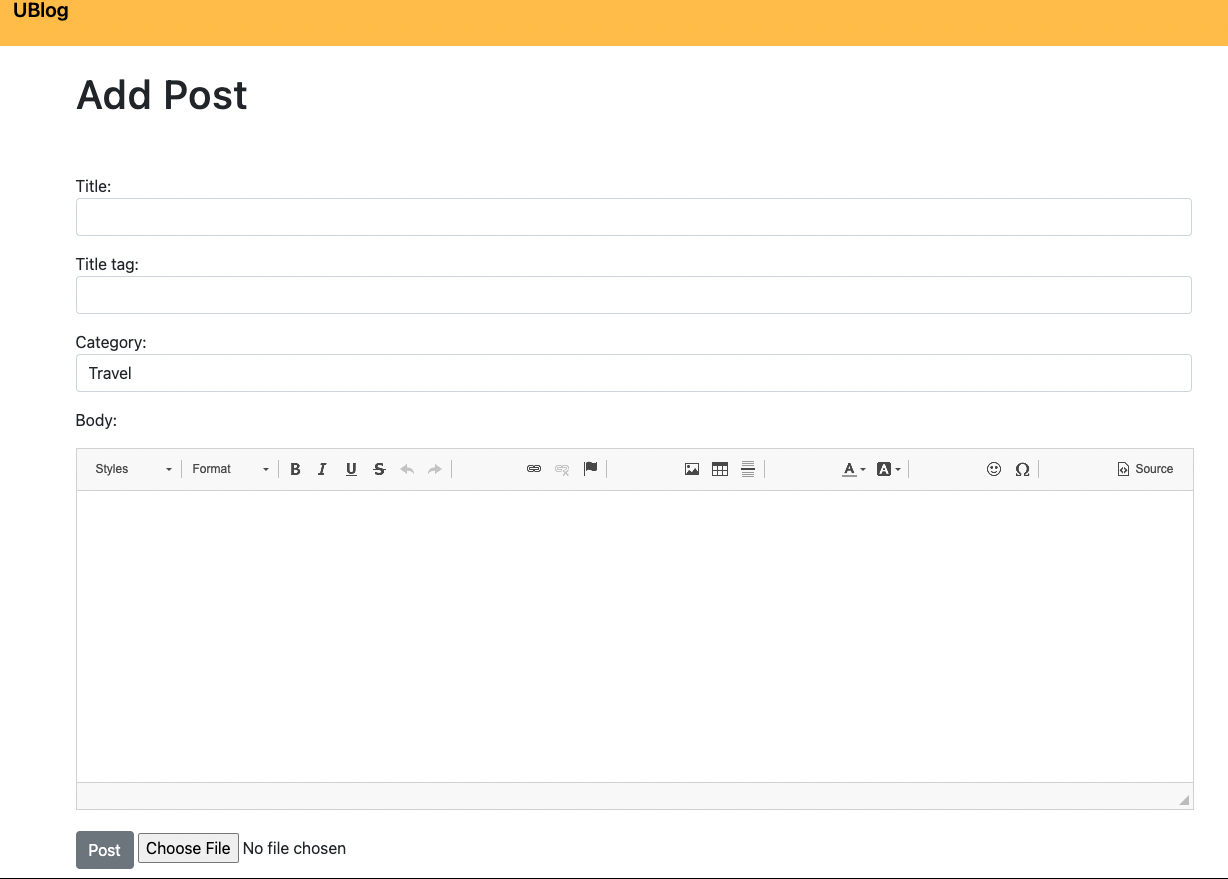 UBlog
Add Post
Title:
Title tag:
Category:
Travel
Body:
Styles Format B I U S A A Ω Source
Post Choose File No file chosen